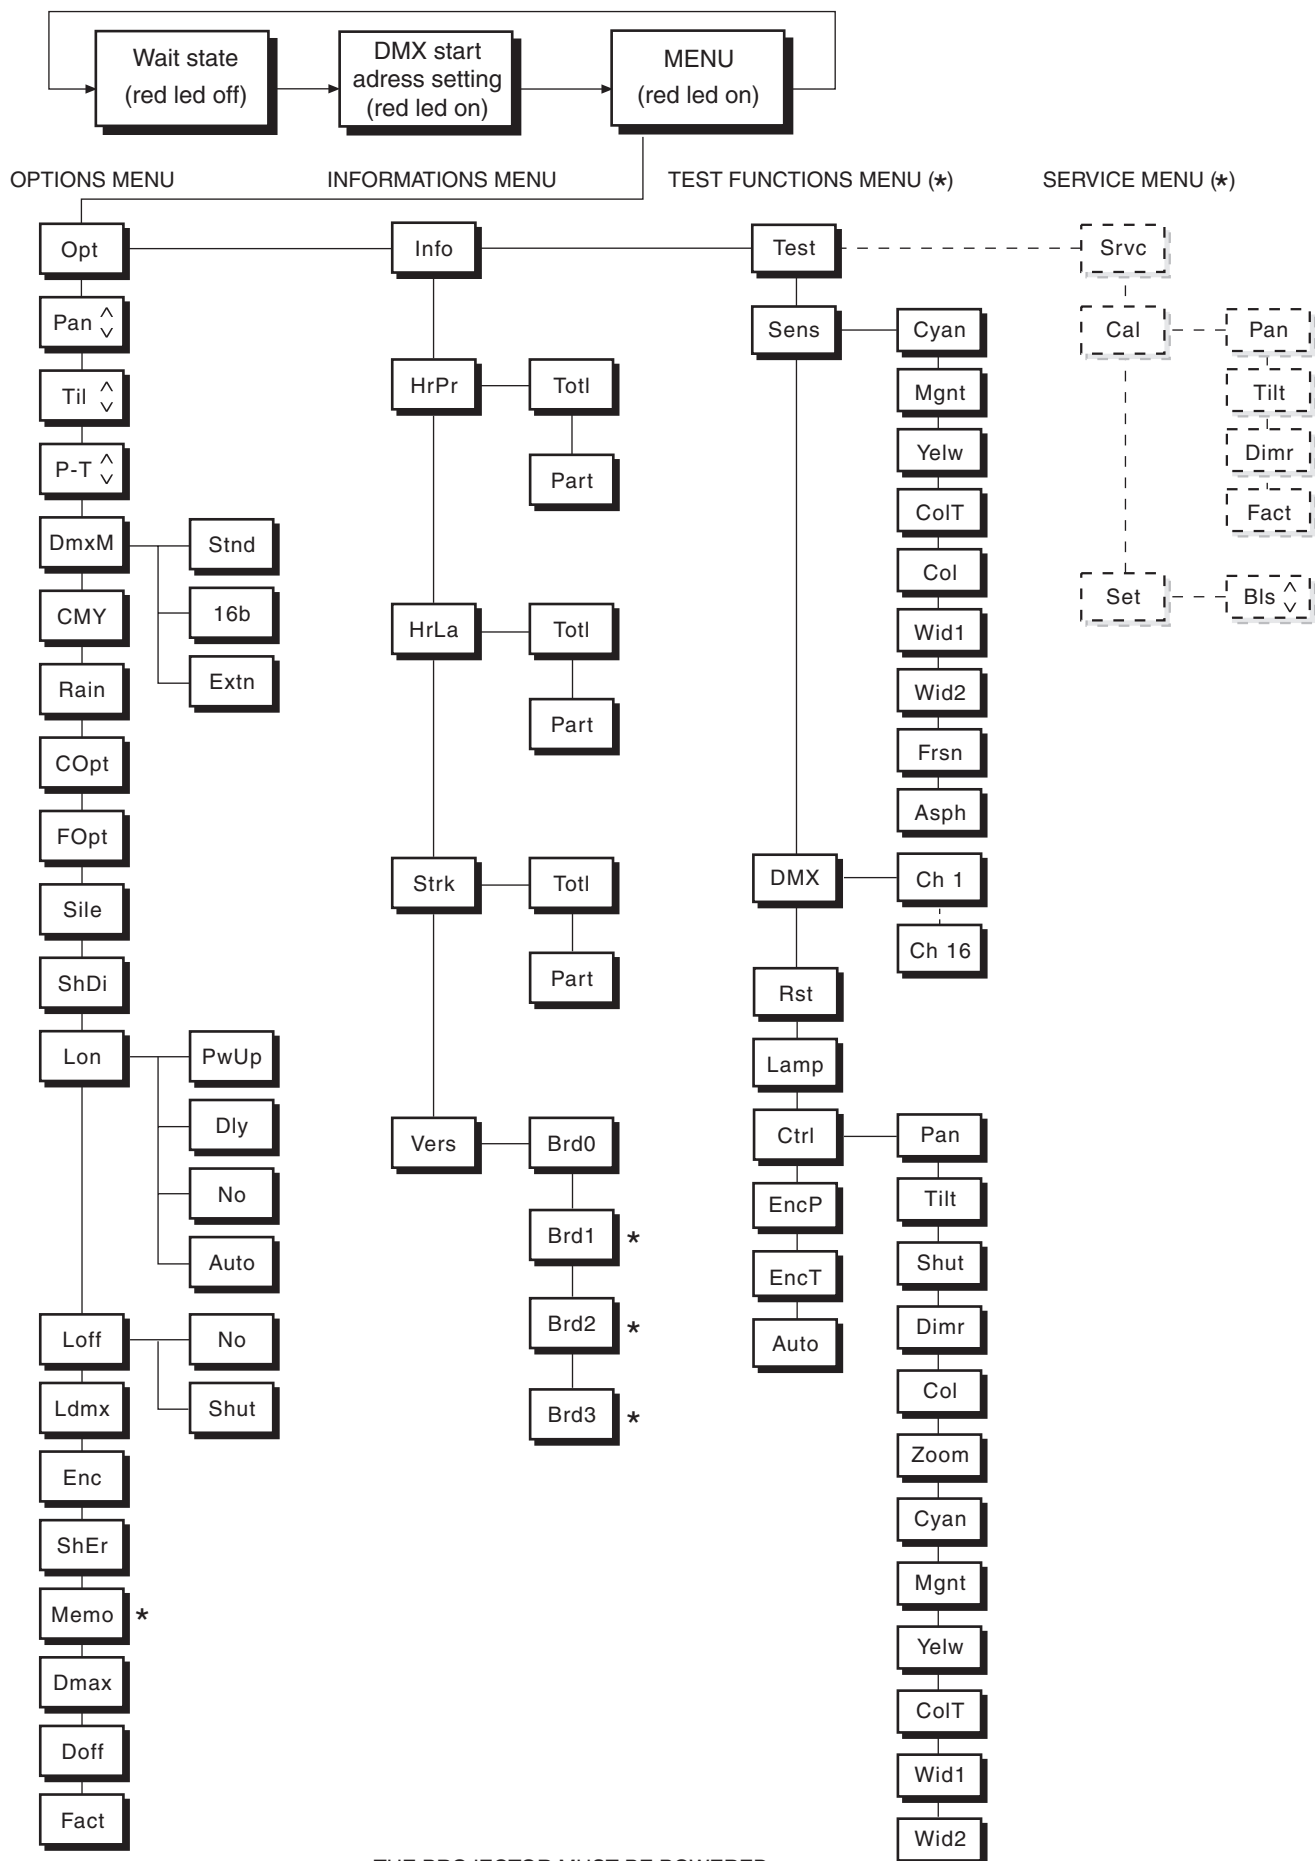 Wait state
(red led off)
DMX start
adress setting
(red led on)
MENU
(red led on)
OPTIONS MENU
INFORMATIONS MENU
TEST FUNCTIONS MENU (*)
SERVICE MENU (*)
Opt
Pan
Til
P-T
DmxM
Stnd
16b
Extn
CMY
Rain
COpt
FOpt
Sile
ShDi
Lon
PwUp
Dly
No
Auto
Loff
No
Shut
Ldmx
Enc
ShEr
Memo *
Dmax
Doff
Fact
Info
HrPr
Totl
Part
HrLa
Totl
Part
Strk
Totl
Part
Vers
Brd0
Brd1 *
Brd2 *
Brd3 *
Test
Sens
Cyan
Mgnt
Yelw
ColT
Col
Wid1
Wid2
Frsn
Asph
DMX
Ch 1
Ch 16
Rst
Lamp
Ctrl
Pan
Tilt
Shut
Dimr
Col
Zoom
Cyan
Mgnt
Yelw
ColT
Wid1
Wid2
EncP
EncT
Auto
Srvc
Cal
Pan
Tilt
Dimr
Fact
Set
Bls
THE PROJECTOR MUST BE POWERED